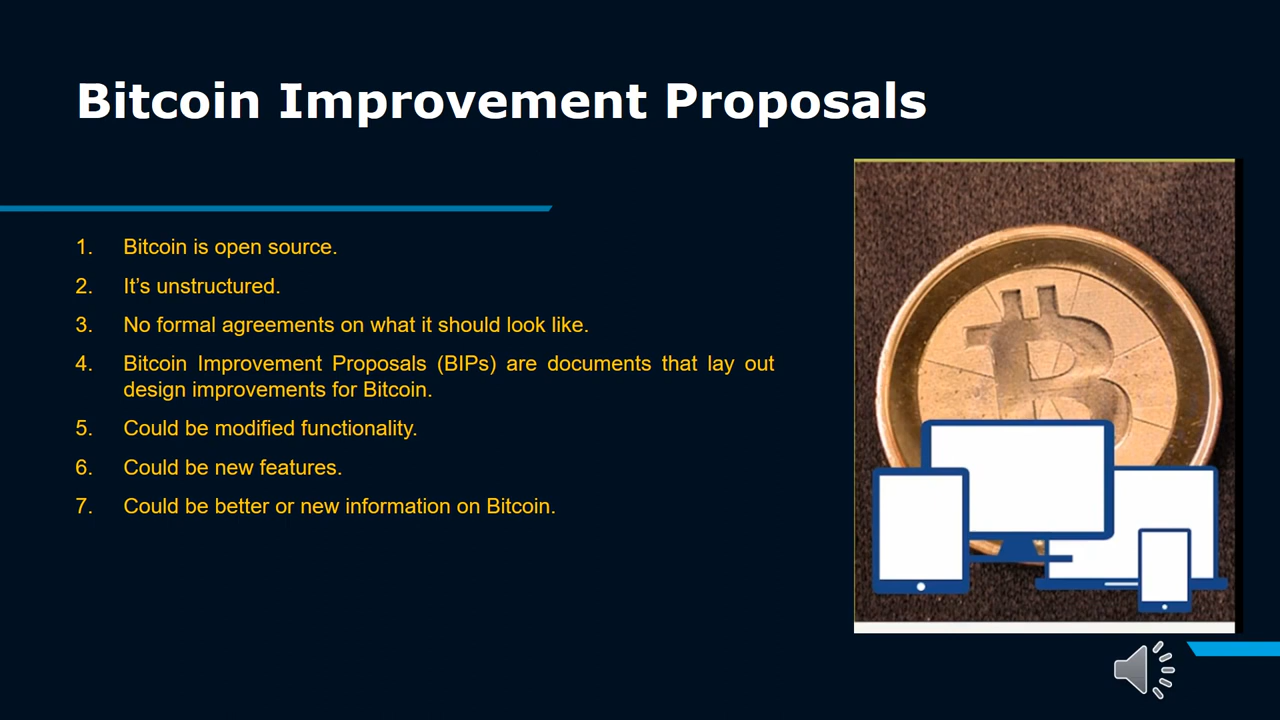 Bitcoin Improvement Proposals
1. Bitcoin is open source.
2. It’s unstructured.
3. No formal agreements on what it should look like.
4. Bitcoin Improvement Proposals (BIPs) are documents that lay out
design improvements for Bitcoin.
5. Could be modified functionality.
6. Could be new features.
7. Could be better or new information on Bitcoin.